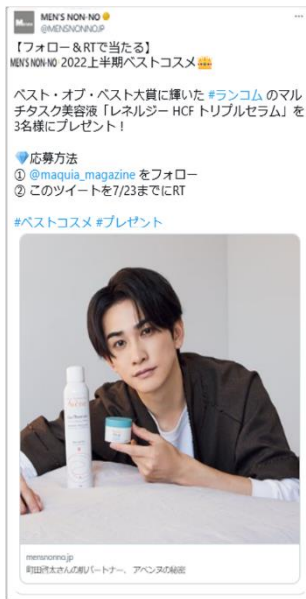 MEN'S NON-NO
@MENSNONNOJP
【フォロー＆RTで当たる】
MEN'S NON-NO 2022上半期ベストコスメ👑
ベスト・オブ・ベスト大賞に輝いた #ランコム のマル
チタスク美容液「レネルジー HCF トリプルセラム」を
3名様にプレゼント！
💎応募方法
① @maquia_magazine をフォロー
② このツイートを7/23までにRT
#ベストコスメ #プレゼント
mensnonno.jp
町田啓太さんの肌パートナー、アベンヌの秘密